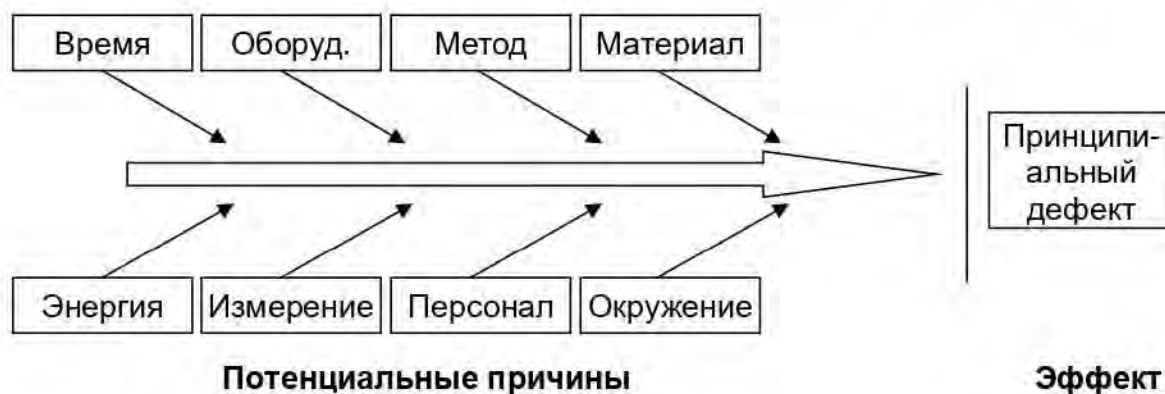 Время Оборуд. Метод Материал
Принципи-
альный
дефект
Энергия Измерение Персонал Окружение
Потенциальные причины Эффект